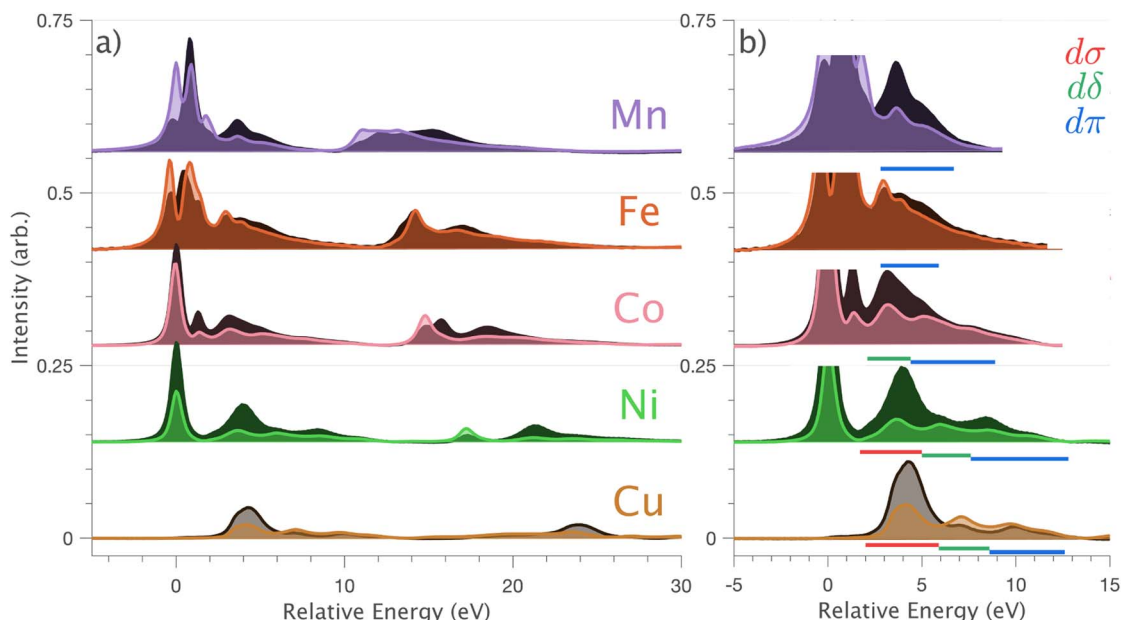 a)
b)
0.75
0.5
0.25
0
Intensity (arb.)
Mn
Fe
Co
Ni
Cu
0
10
20
30
Relative Energy (eV)
0.75
0.5
0.25
0
dσ
dδ
dπ
-5
0
5
10
15
Relative Energy (eV)